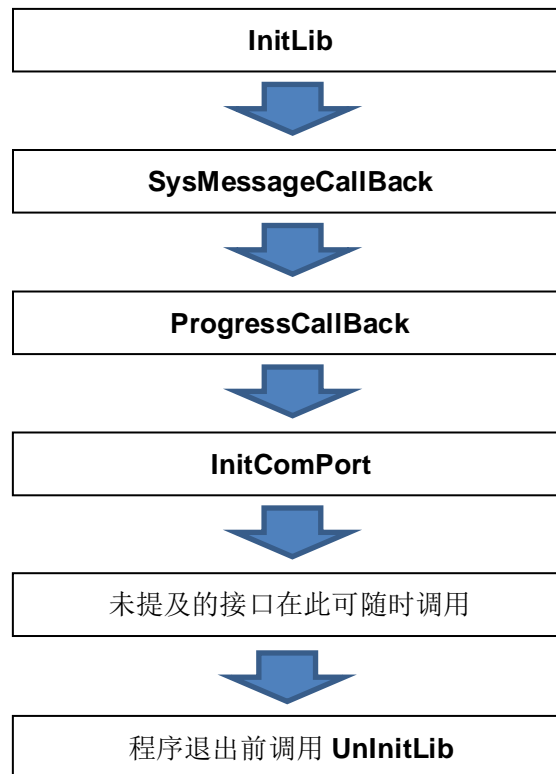 InitLib
SysMessageCallBack
ProgressCallBack
InitComPort
未提及的接口在此可随时调用
程序退出前调用 UnInitLib